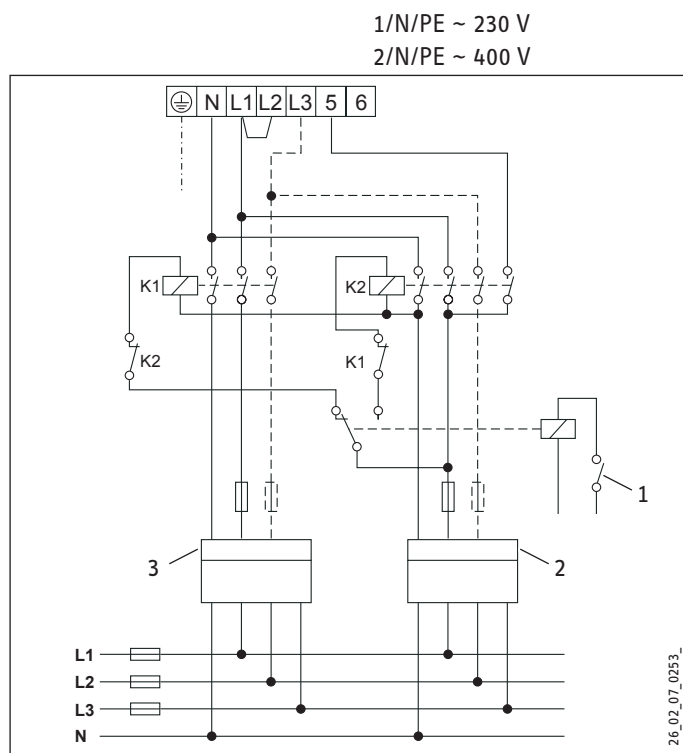 1/N/PE ~ 230 V
2/N/PE ~ 400 V
N L1 L2 L3 5 6
K1 K2
K2 K1
1
3 2
L1
L2
L3
N
26_02_07_0253_